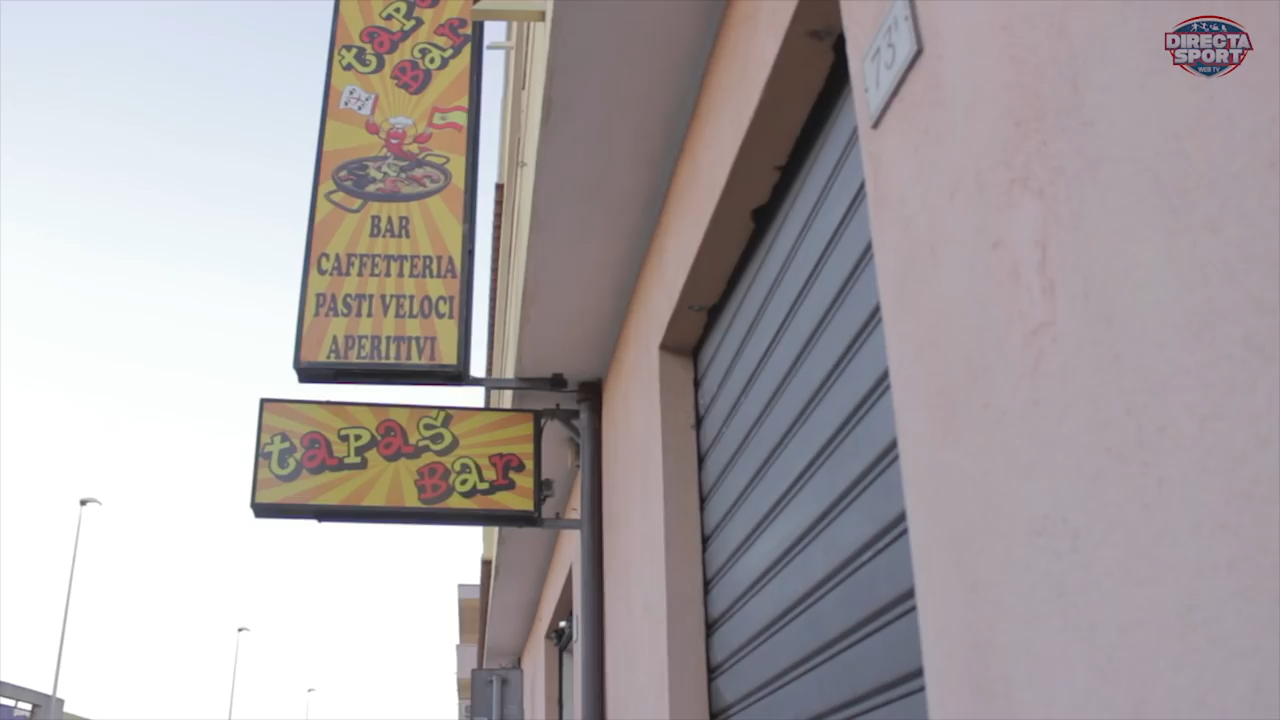 tapas
Bar
BAR
CAFFETTERIA
PASTI VELOCI
APERITIVI
tapas
Bar
73
DIRECTA
SPORT
WEB TV